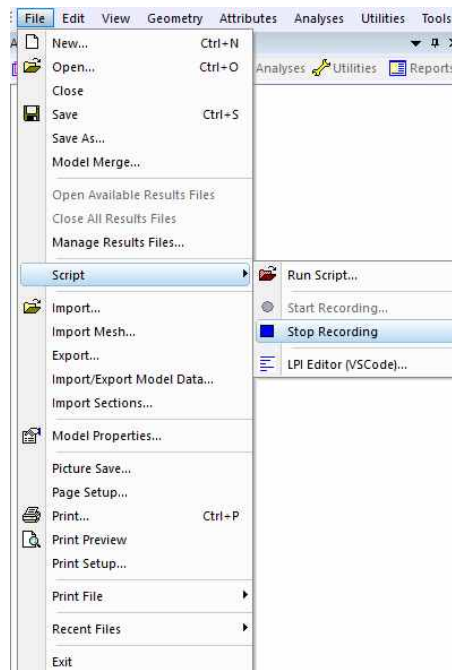 File Edit View Geometry Attributes Analyses Utilities Tools
New... Ctrl+N
Open... Ctrl+O
Analyses Utilities Reports
Close
Save Ctrl+S
Save As...
Model Merge...
Open Available Results Files
Close All Results Files
Manage Results Files...
Script
Run Script...
Start Recording...
Stop Recording
LPI Editor (VSCode)...
Import...
Import Mesh...
Export...
Import/Export Model Data...
Import Sections...
Model Properties...
Picture Save...
Page Setup...
Print... Ctrl+P
Print Preview
Print Setup...
Print File
Recent Files
Exit